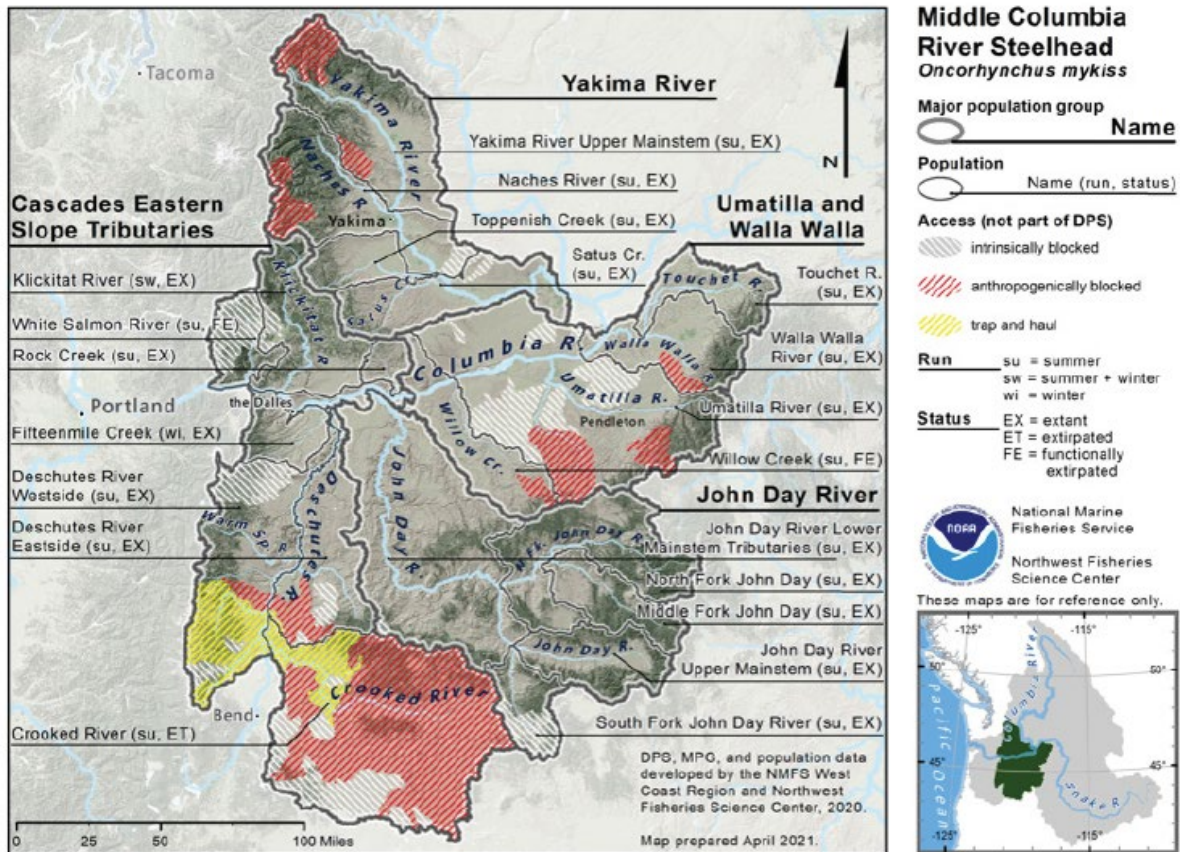 Tacoma
Yakima River
Yakima River
Yakima River Upper Mainstem (su, EX)
Naches R.
Naches River (su, EX)
N
Cascades Eastern
Slope Tributaries
Yakima
Toppenish Creek (su, EX)
Umatilla and
Walla Walla
Klickitat River (sw, EX)
Klickitat R.
Satus Cr.
Satus Cr.
(su, EX)
Touchet R.
Touchet R.
(su, EX)
White Salmon River (su, FE)
Rock Creek (su, EX)
Columbia R.
Walla Walla R.
Walla Walla
River (su, EX)
Portland
the Dalles
Umatilla R.
Umatilla River (su, EX)
Pendleton
Fifteenmile Creek (wi, EX)
Willow Cr.
Willow Creek (su, FE)
Deschutes River
Westside (su, EX)
Deschutes R.
John Day R.
John Day River
Deschutes River
Eastside (su, EX)
Warm Sp. R.
N. Fk. John Day R.
John Day River Lower
Mainstem Tributaries (su, EX)
North Fork John Day (su, EX)
Middle Fork John Day (su, EX)
John Day R.
John Day River
Upper Mainstem (su, EX)
Crooked River
Bend
Crooked River (su, ET)
South Fork John Day River (su, EX)
DPS, MPG, and population data
developed by the NMFS West
Coast Region and Northwest
Fisheries Science Center, 2020.
Map prepared April 2021.
0 25 50 100 Miles
Middle Columbia
River Steelhead
Oncorhynchus mykiss
Major population group
Name
Population
Name (run, status)
Access (not part of DPS)
intrinsically blocked
anthropogenically blocked
trap and haul
Run su = summer
sw = summer + winter
wi = winter
Status EX = extant
ET = extirpated
FE = functionally
extirpated
NOAA
National Marine
Fisheries Service
Northwest Fisheries
Science Center
These maps are for reference only.
-125°
-115°
50°
50°
Columbia River
Pacific Ocean
45°
45°
Snake R.
-125°
-115°